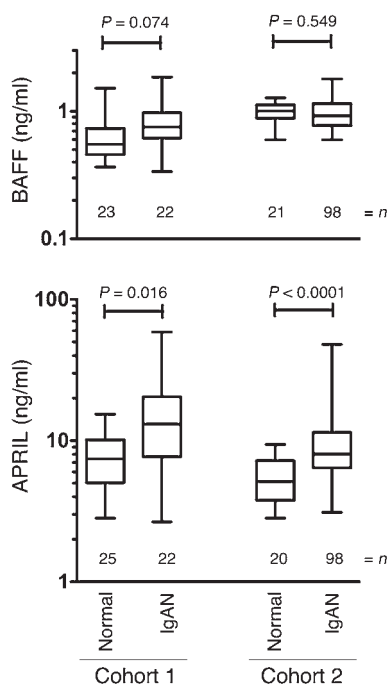 P = 0.074
P = 0.549
BAFF (ng/ml)
1
23
22
21
98
= n
0.1
P = 0.016
P < 0.0001
APRIL (ng/ml)
100
10
25
22
20
98
= n
1
Normal
IgAN
Normal
IgAN
Cohort 1
Cohort 2